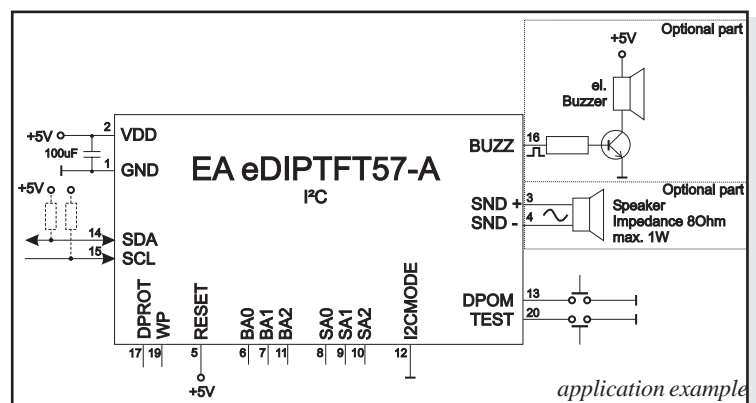 Optional part
+5V
el.
Buzzer
2
VDD
+5V
100uF
1
GND
EA eDIPTFT57-A
I²C
BUZZ
16
Optional part
+5V
SND +
3
SND -
4
Speaker
Impedance 8Ohm
max. 1W
14
SDA
15
SCL
DPOM
13
TEST
20
DPROT
WP
RESET
BA0
BA1
BA2
SA0
SA1
SA2
I2CMODE
17
19
5
6
7
11
8
9
10
12
+5V
application example